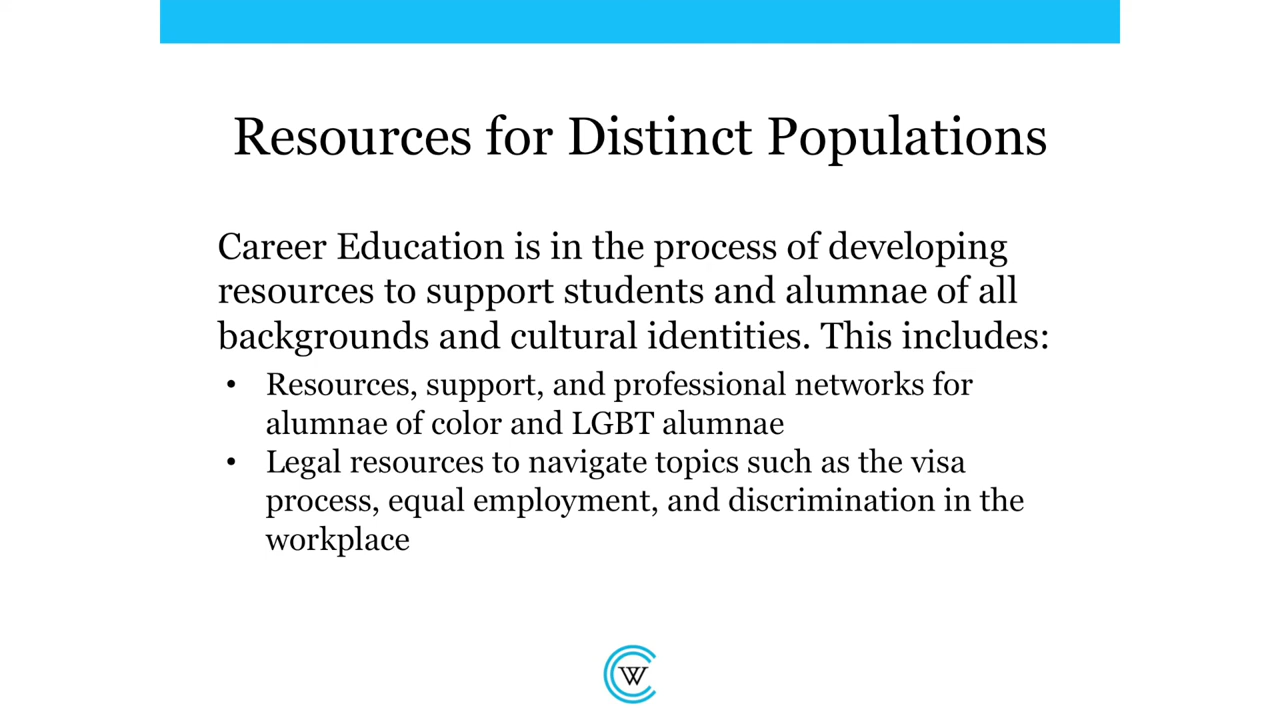 Resources for Distinct Populations
Career Education is in the process of developing
resources to support students and alumnae of all
backgrounds and cultural identities. This includes:
• Resources, support, and professional networks for
alumnae of color and LGBT alumnae
• Legal resources to navigate topics such as the visa
process, equal employment, and discrimination in the
workplace
W